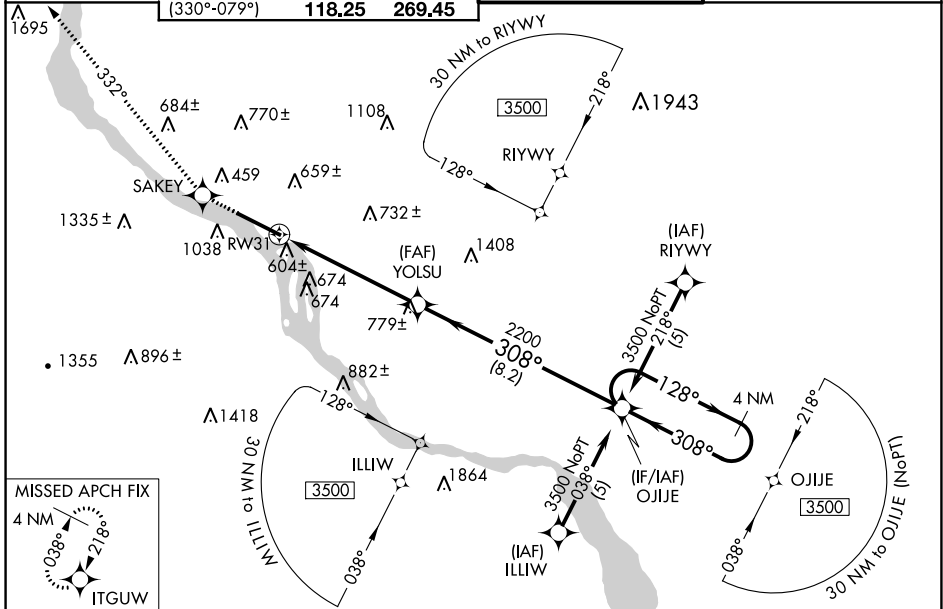 (330°-079°) 118.25 269.45
1695
332°
684±
770±
1108
30 NM to RIYWY
3500
218°
1943
RIYWY
128°
SAKEY
459
659±
1335±
1038
RW31
732±
604±
674
674
(FAF)
YOLSU
1408
(IAF)
RIYWY
779±
2200
308°
(8.2)
3500 NoPT
218°
(5)
1355
896±
882±
128°
4 NM
308°
1418
128°
30 NM to ILLIW
3500
ILLIW
1864
038°
3500 NoPT
038°
(5)
(IF/IAF)
OJIJE
(IAF)
ILLIW
218°
OJIJE
3500
038°
30 NM to OJIJE (NoPT)
MISSED APCH FIX
4 NM
038°
218°
ITGUW